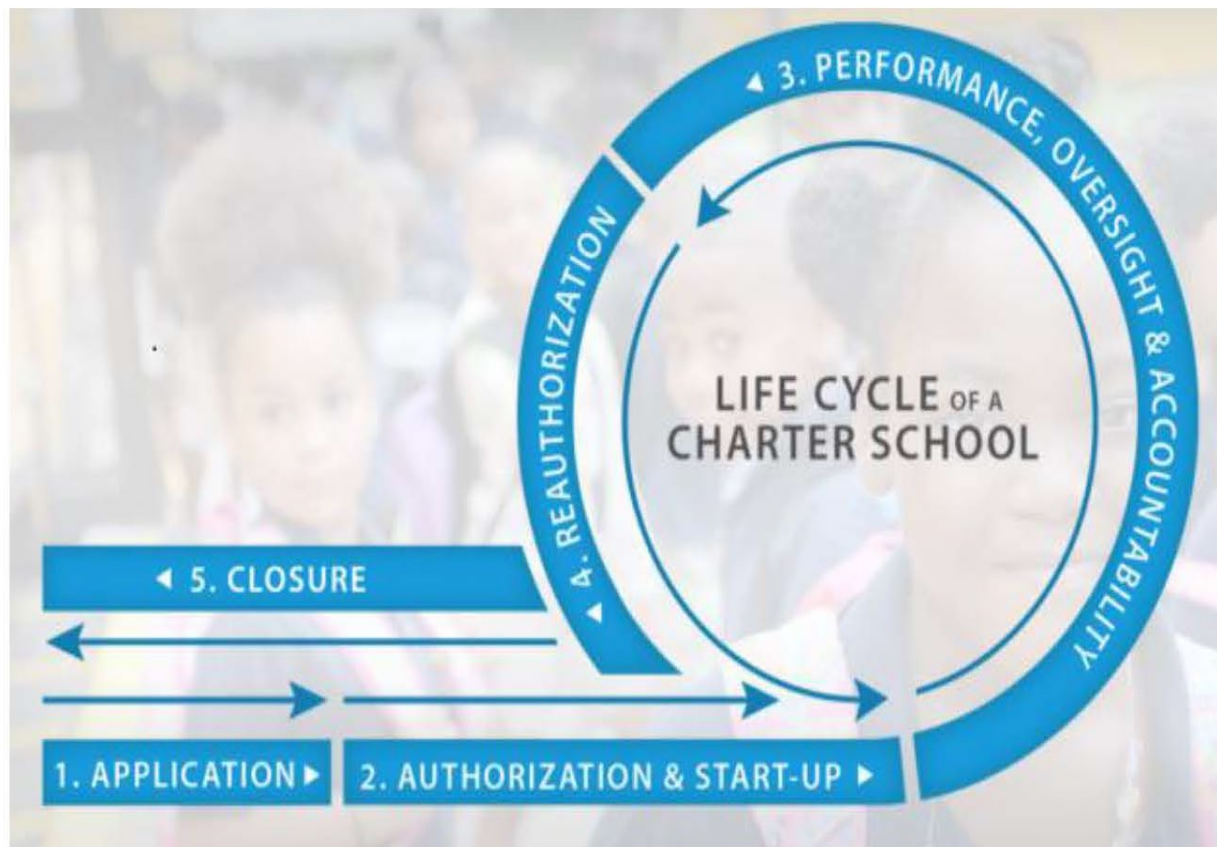 LIFE CYCLE OF A
CHARTER SCHOOL
1. APPLICATION
2. AUTHORIZATION & START-UP
3. PERFORMANCE, OVERSIGHT & ACCOUNTABILITY
4. REAUTHORIZATION
5. CLOSURE